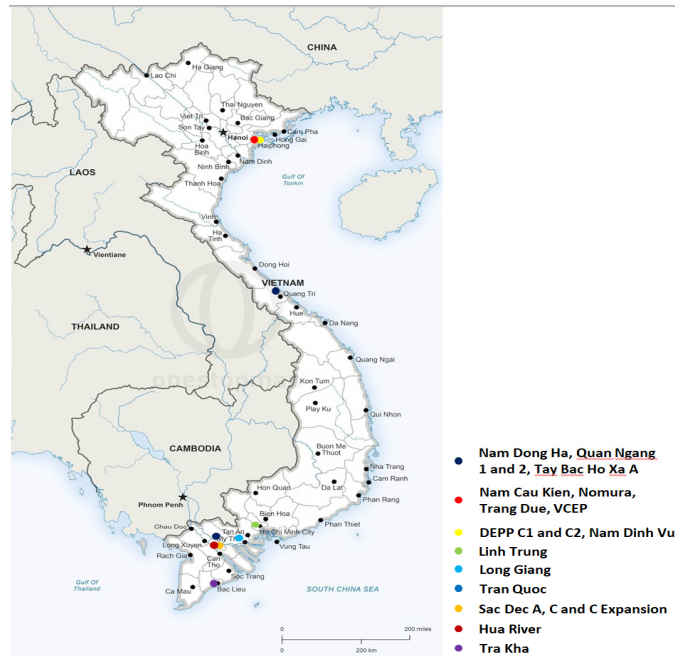 CHINA
Ha Giang
Lao Chi
Thai Nguyen
Viet Tri
Bac Giang
Son Tay
Hanoi
Cam Pha
Hong Gai
Hoa
Binh
Haiphong
Nam Dinh
Ninh Binh
LAOS
Thanh Hoa
Gulf Of
Tonkin
Vinh
Ha
Tinh
Vientiane
Dong Hoi
VIETNAM
Quang Tri
Hue
THAILAND
Da Nang
Quang Ngai
Kon Tum
Play Ku
Qui Nhon
Buon Me
Thuot
CAMBODIA
Nha Trang
Cam Ranh
Hon Quan
Da Lat
Phnom Penh
Phan Rang
Bien Hoa
Phan Thiet
Chau Doc
Tan An
Ho Chi Minh City
Long Xuyen
Vung Tau
Rach Gia
Can
Tho
Soc Trang
Gulf Of
Thailand
Ca Mau
Bac Lieu
SOUTH CHINA SEA
0
200 miles
0
200 km
Nam Dong Ha, Quan Ngang
1 and 2, Tay Bac Ho Xa A
Nam Cau Kien, Nomura,
Trang Due, VCEP
DEPP C1 and C2, Nam Dinh Vu
Linh Trung
Long Giang
Tran Quoc
Sac Dec A, C and C Expansion
Hua River
Tra Kha